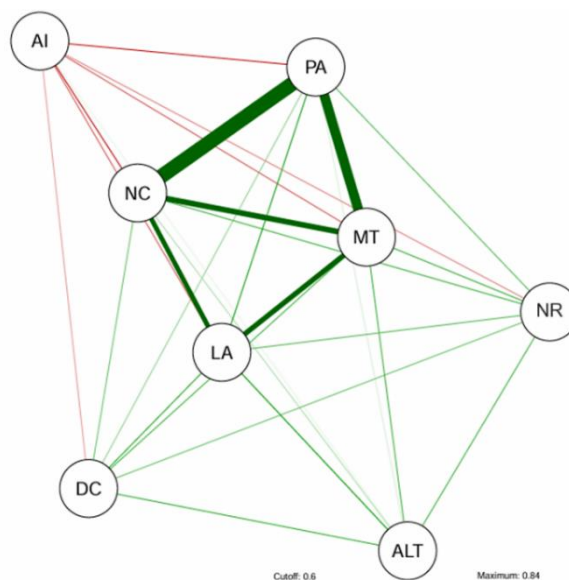 AI
PA
NC
MT
NR
LA
DC
ALT
Cutoff: 0.6
Maximum: 0.84